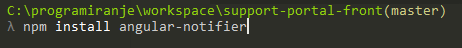 C:\programiranje\workspace\support-portal-front(master)
λ npm install angular-notifier